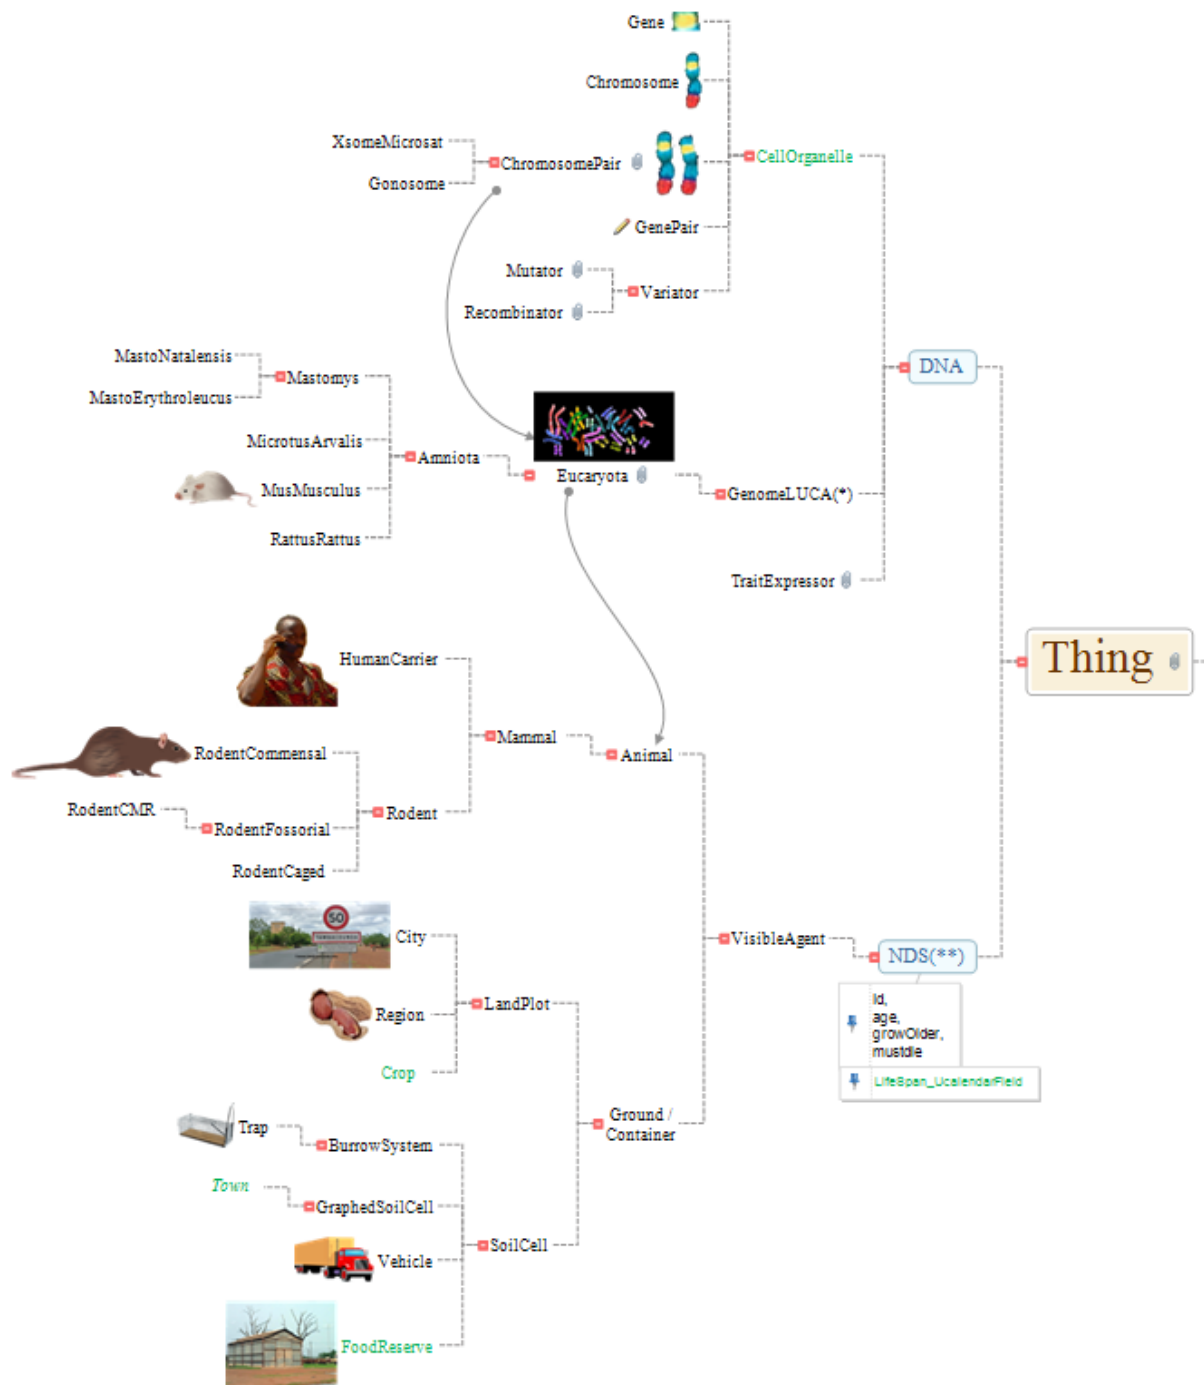 Gene
Chromosome
XsomeMicrosat
ChromosomePair
CellOrganelle
Gonosome
GenePair
Mutator
Variator
Recombinator
MastoNatalensis
DNA
Mastomys
MastoErythroleucus
MicrotusArvalis
Amniota
Eucaryota
MusMusculus
GenomeLUCA(*)
RattusRattus
TraitExpressor
HumanCarrier
Thing
Mammal
RodentCommensal
Animal
RodentCMR
Rodent
RodentFossorial
RodentCaged
50
City
VisibleAgent
NDS(**)
Id,
age,
growOlder,
mustdie
LandPlot
Region
Crop
LifeSpan_UcalendarField
Ground /
Container
Trap
BurrowSystem
Town
GraphedSoilCell
SoilCell
Vehicle
FoodReserve